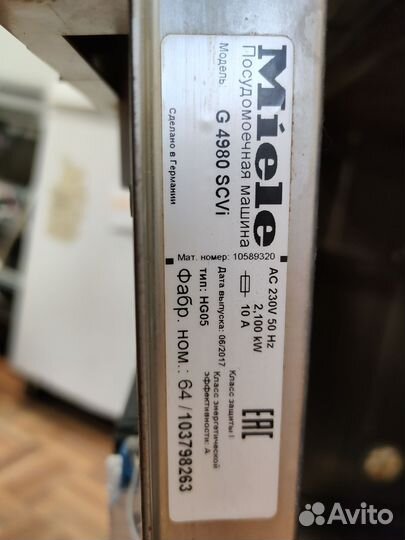 Miele
Посудомоечная машина
Модель: G 4980 SCVi
Сделано в Германии
Мат. номер: 10589320
AC 230V 50 Hz
2,100 kW
10 A
Дата выпуска: 06/2017
тип: HG05
Фабр. ном.: 64 /103798263
Класс защиты I
Класс энергетической
эффективности: A
EAC
Avito